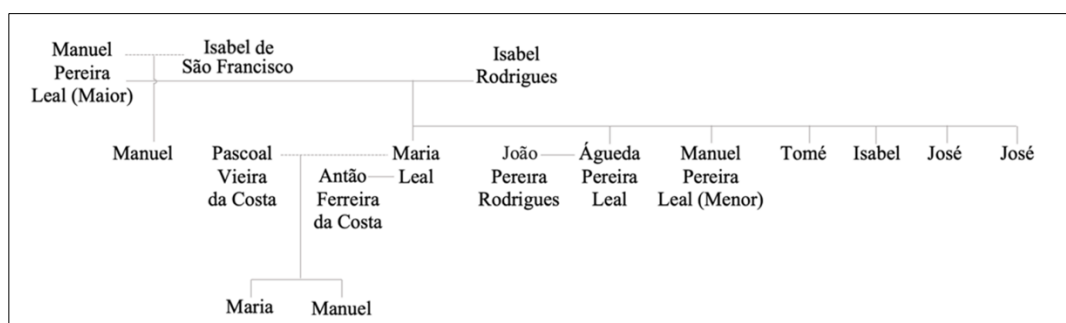 Manuel
Pereira
Leal (Maior)
Isabel de
São Francisco
Isabel
Rodrigues
Manuel
Pascoal
Vieira
da Costa
Antão
Ferreira
da Costa
Maria
Leal
João
Pereira
Rodrigues
Águeda
Pereira
Leal
Manuel
Pereira
Leal (Menor)
Tomé
Isabel
José
José
Maria
Manuel